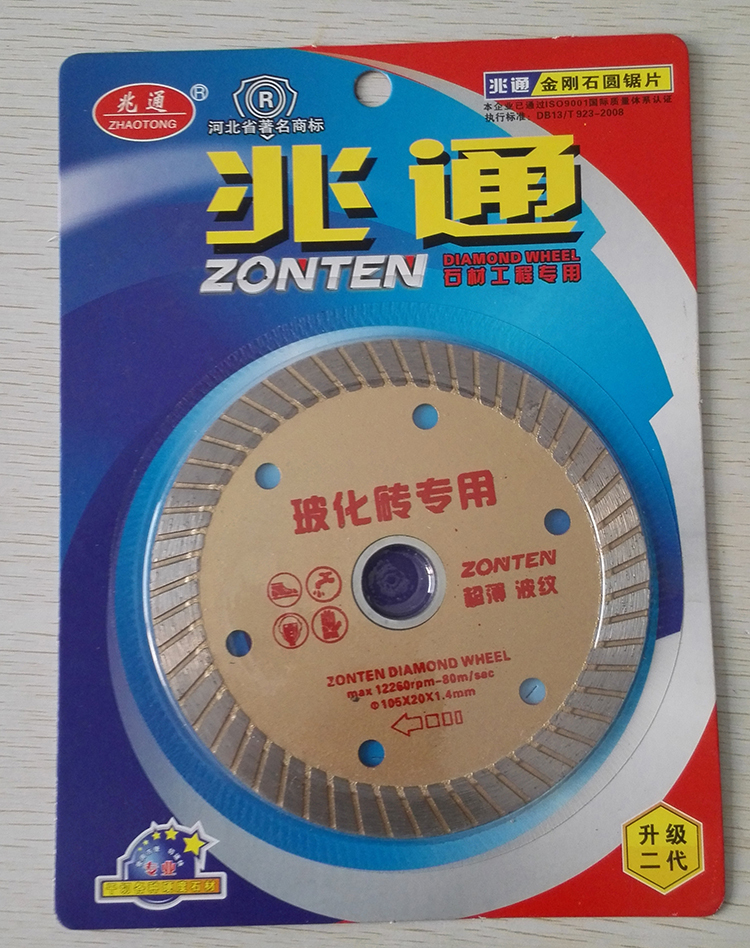 兆通
ZHAOTONG
®
R
河北省著名商标
兆通 金刚石圆锯片
本企业已通过ISO9001国际质量体系认证
执行标准：DB13/T 923-2008
兆通
ZONTEN
DIAMOND WHEEL
石材工程专用
玻化砖专用
ZONTEN
超薄 波纹
ZONTEN DIAMOND WHEEL
max 12260rpm-80m/sac
Φ105X20X1.4mm
专业
升级
二代